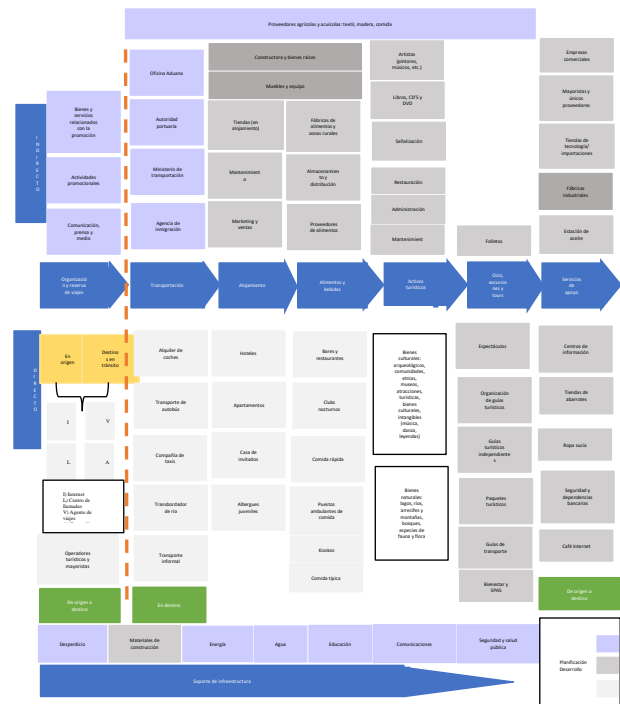 Proveedores agrícolas y acuícolas: textil, madera, comida
Oficina Aduana
Constructora y bienes raíces
Muebles y equipo
Artistas
(pintores,
músicos, etc.)
Empresas
comerciales
INDIRECTO
Bienes y
servicios
relacionados
con la
promoción
Autoridad
portuaria
Tiendas (en
alojamiento)
Fábricas de
alimentos y
zonas rurales
Libros, CD'S y
DVD
Mayoristas y
únicos
proveedores
Señalización
Tiendas de
tecnología/
importaciones
Actividades
promocionales
Ministerio de
transportación
Mantenimient
o
Almacenamien
to y
distribución
Restauración
Fábricas
industriales
Comunicación,
prensa y
medio
Agencia de
inmigración
Marketing y
ventas
Proveedores
de alimentos
Administración
Mantenimient
Folletos
Estación de
aceite
Organizació
n y reserva
de viajes
Transportación
Alojamiento
Alimentos y
bebidas
Activos
turísticos
Ocio,
excursio
nes y
tours
Servicios
de
apoyo
DIRECTO
En
origen
Destino
s en
tránsito
Alquiler de
coches
Hoteles
Bares y
restaurantes
Bienes
culturales:
arqueológicos,
comunidades,
etnias,
museos,
atracciones,
turísticas,
bienes
culturales,
intangibles
(música,
danza,
leyendas)
Espectáculos
Centros de
información
Transporte de
autobús
Apartamentos
Clubs
nocturnos
Organización
de guías
turísticos
Tiendas de
abarrotes
I
V
L
A
Compañía de
taxis
Casa de
invitados
Comida rápida
Guías
turísticos
independiente
s
Ropa sucia
I) Internet
L) Centro de
llamadas
V) Agente de
viajes
Transbordador
de río
Albergues
juveniles
Puestos
ambulantes de
comida
Bienes
naturales:
lagos, ríos,
arrecifes y
montañas,
bosques,
especies de
fauna y flora
Paquetes
turísticos
Seguridad y
dependencias
bancarias
Operadores
turísticos y
mayoristas
Transporte
informal
Kioskos
Guías de
transporte
Café internet
Comida típica
Bienestar y
SPAS
De origen a
destino
En destino
De origen a
destino
Desperdicio
Materiales de
construcción
Energía
Agua
Educación
Comunicaciones
Seguridad y salud
pública
Planificación
Desarrollo
Soporte de infraestructura